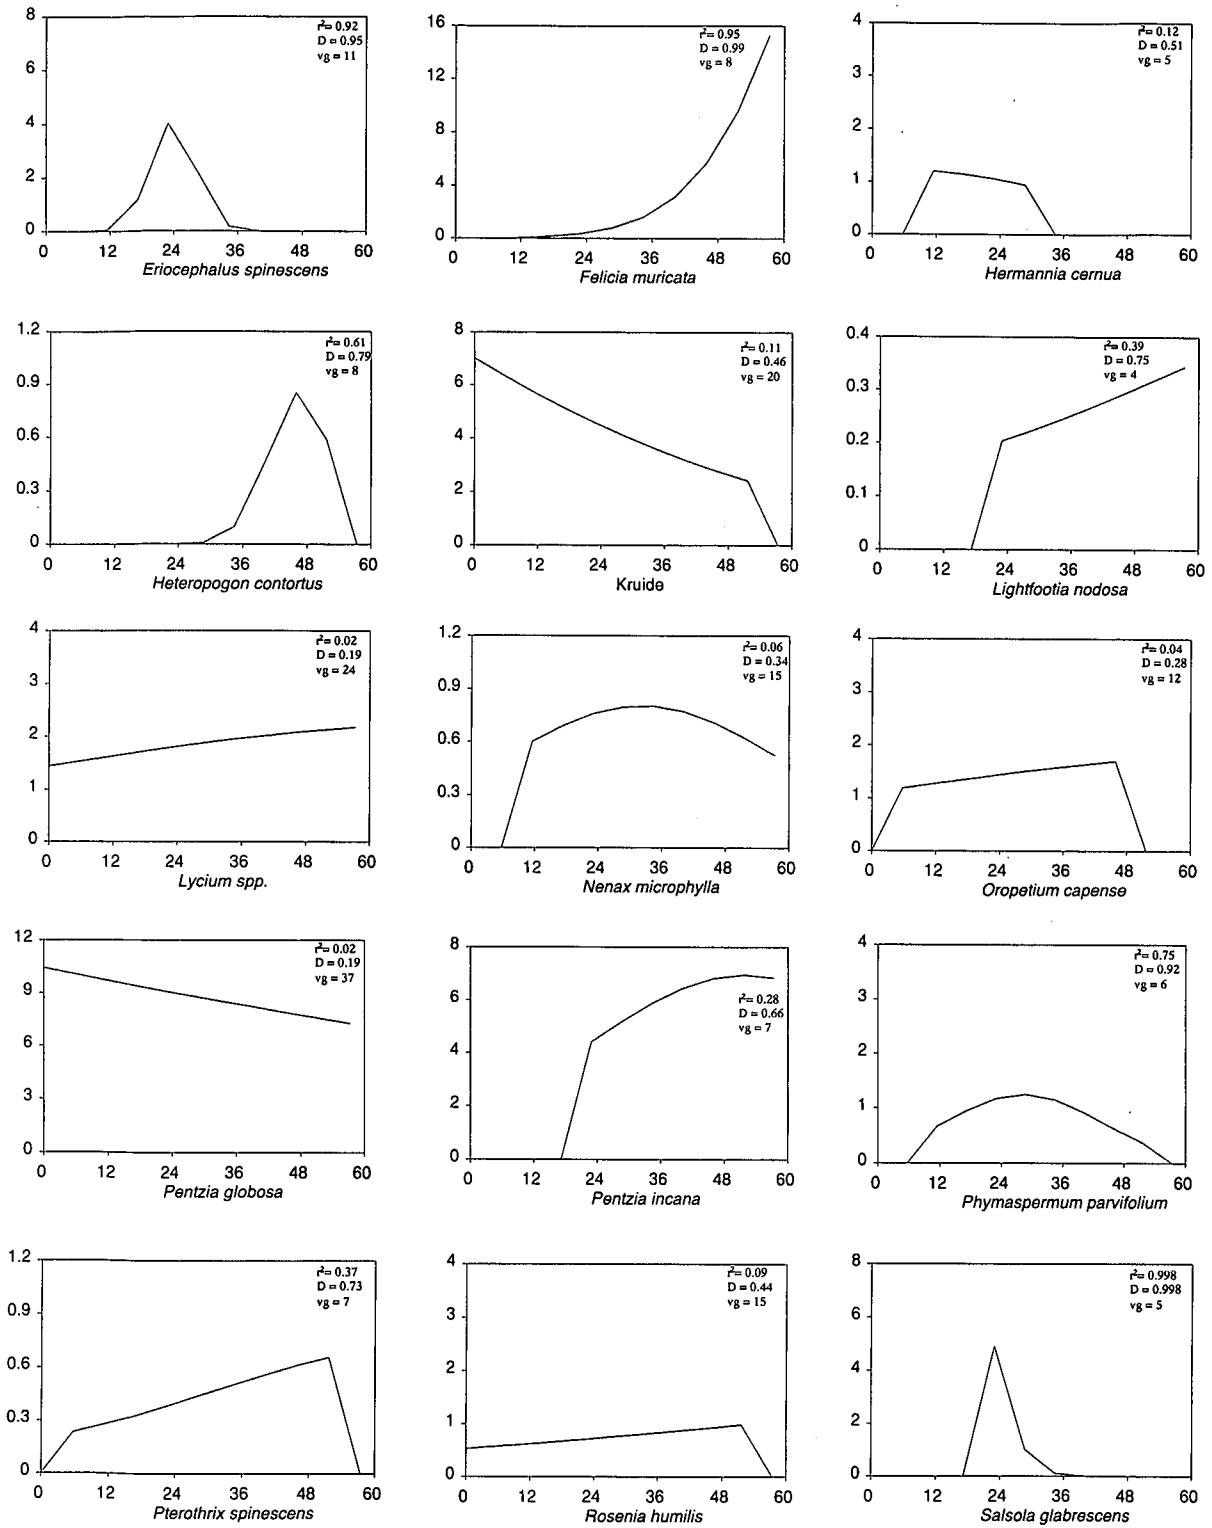 8
6
4
2
0
r²= 0.92
D = 0.95
vg = 11
0 12 24 36 48 60
Eriocephalus spinescens
16
12
8
4
0
r²= 0.95
D = 0.99
vg = 8
0 12 24 36 48 60
Felicia muricata
4
3
2
1
0
r²= 0.12
D = 0.51
vg = 5
0 12 24 36 48 60
Hermannia cernua
1.2
0.9
0.6
0.3
0
r²= 0.61
D = 0.79
vg = 8
0 12 24 36 48 60
Heteropogon contortus
8
6
4
2
0
r²= 0.11
D = 0.46
vg = 20
0 12 24 36 48 60
Kruide
0.4
0.3
0.2
0.1
0
r²= 0.39
D = 0.75
vg = 4
0 12 24 36 48 60
Lightfootia nodosa
4
3
2
1
0
r²= 0.02
D = 0.19
vg = 24
0 12 24 36 48 60
Lycium spp.
1.2
0.9
0.6
0.3
0
r²= 0.06
D = 0.34
vg = 15
0 12 24 36 48 60
Nenax microphylla
4
3
2
1
0
r²= 0.04
D = 0.28
vg = 12
0 12 24 36 48 60
Oropetium capense
12
9
6
3
0
r²= 0.02
D = 0.19
vg = 37
0 12 24 36 48 60
Pentzia globosa
8
6
4
2
0
r²= 0.28
D = 0.66
vg = 7
0 12 24 36 48 60
Pentzia incana
4
3
2
1
0
r²= 0.75
D = 0.92
vg = 6
0 12 24 36 48 60
Phymaspermum parvifolium
1.2
0.9
0.6
0.3
0
r²= 0.37
D = 0.73
vg = 7
0 12 24 36 48 60
Pterothrix spinescens
4
3
2
1
0
r²= 0.09
D = 0.44
vg = 15
0 12 24 36 48 60
Rosenia humilis
8
6
4
2
0
r²= 0.998
D = 0.998
vg = 5
0 12 24 36 48 60
Salsola glabrescens